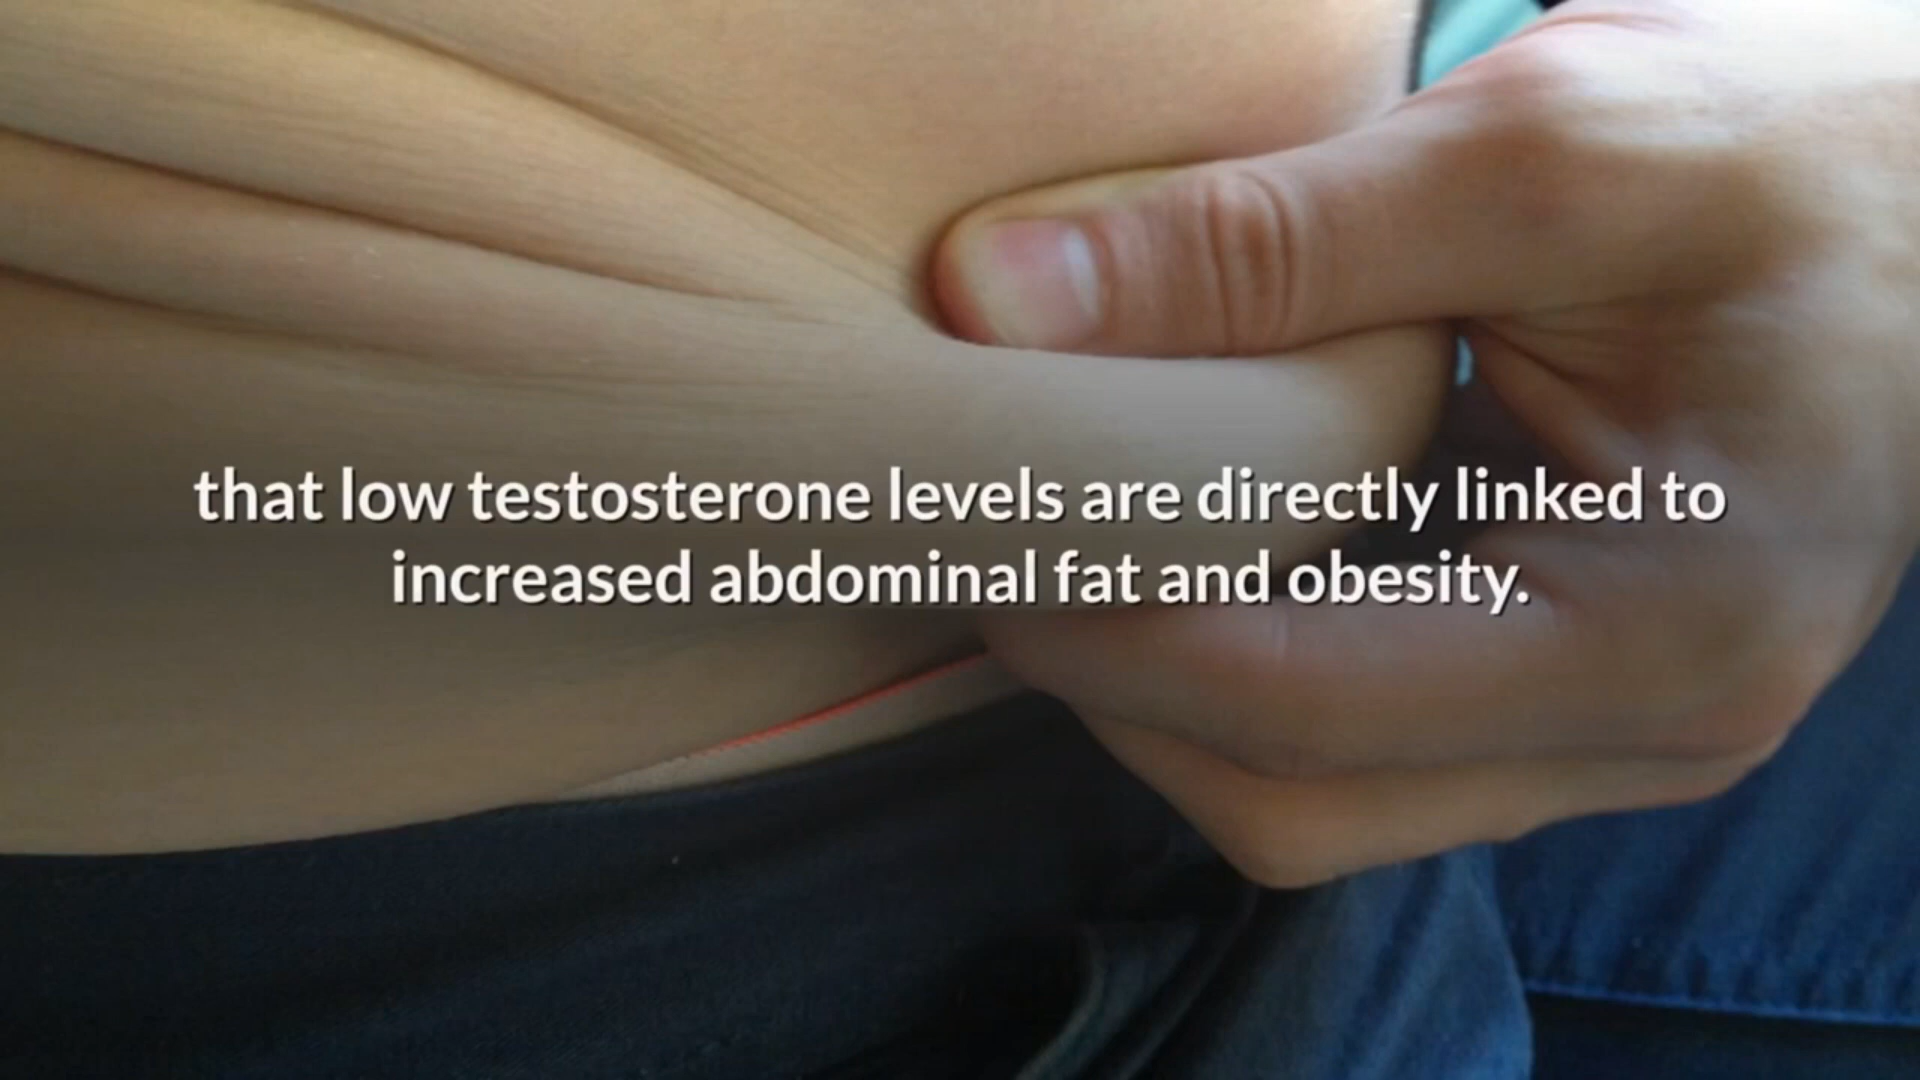 that low testosterone levels are directly linked to
increased abdominal fat and obesity.